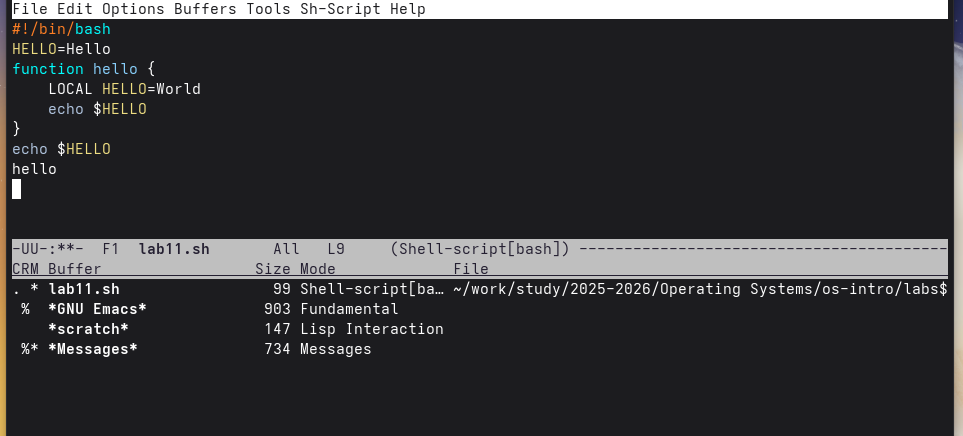 File Edit Options Buffers Tools Sh-Script Help
#!/bin/bash
HELLO=Hello
function hello {
    LOCAL HELLO=World
    echo $HELLO
}
echo $HELLO
hello
-UU-:**-  F1  lab11.sh       All   L9     (Shell-script[bash]) -----------------------------------------
CRM Buffer                 Size Mode             File
. * lab11.sh                 99 Shell-script[ba… ~/work/study/2025-2026/Operating Systems/os-intro/labs$
 %  *GNU Emacs*             903 Fundamental
    *scratch*               147 Lisp Interaction
 %* *Messages*              734 Messages